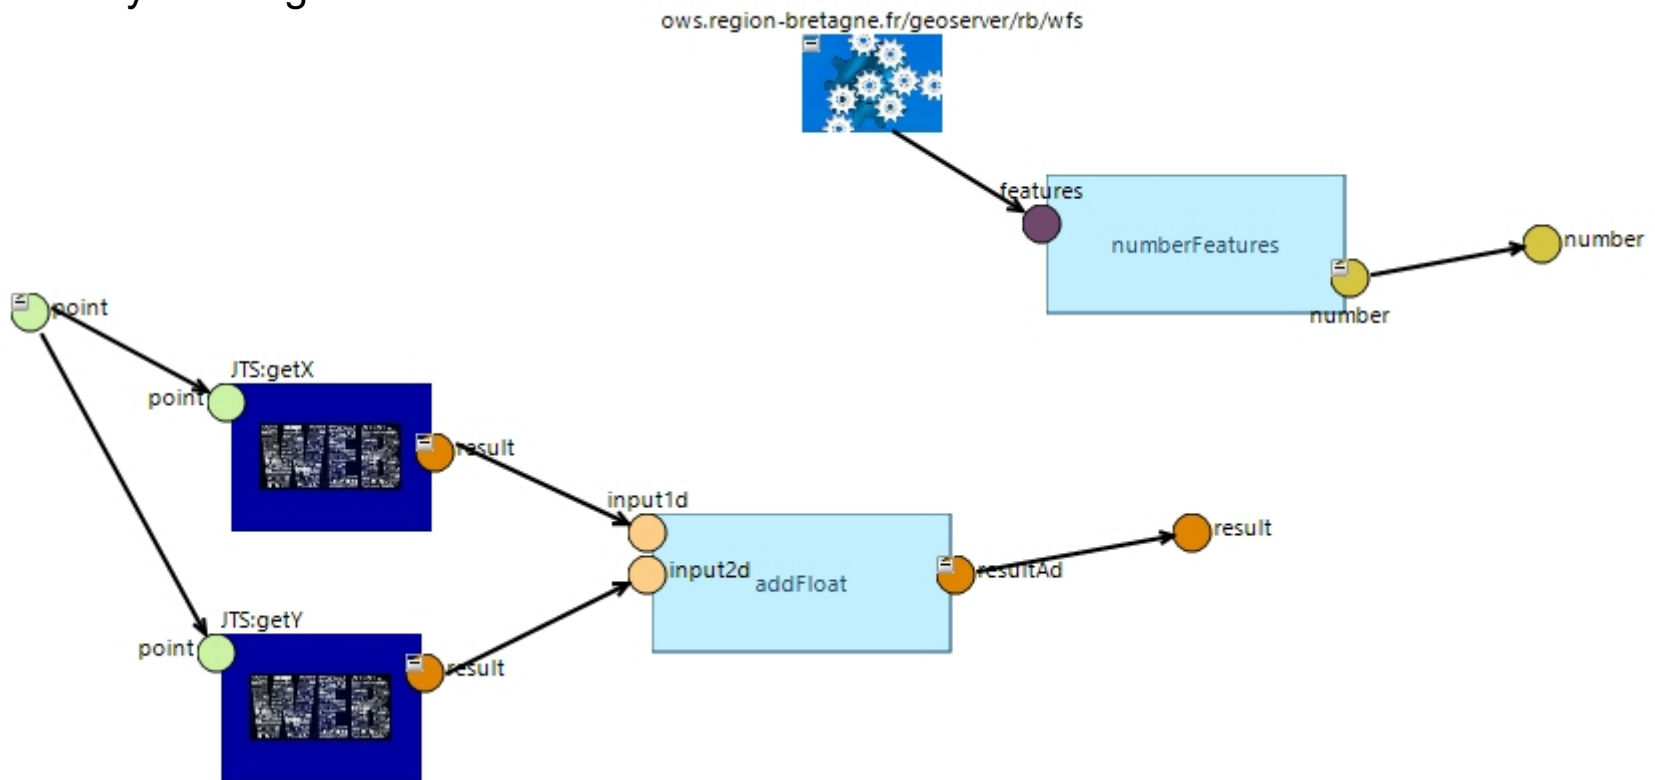 ows.region-bretagne.fr/geoserver/rb/wfs
features
numberFeatures
number
number
point
JTS:getX
point
WEB
result
input1d
input2d
addFloat
resultAd
result
JTS:getY
point
WEB
result